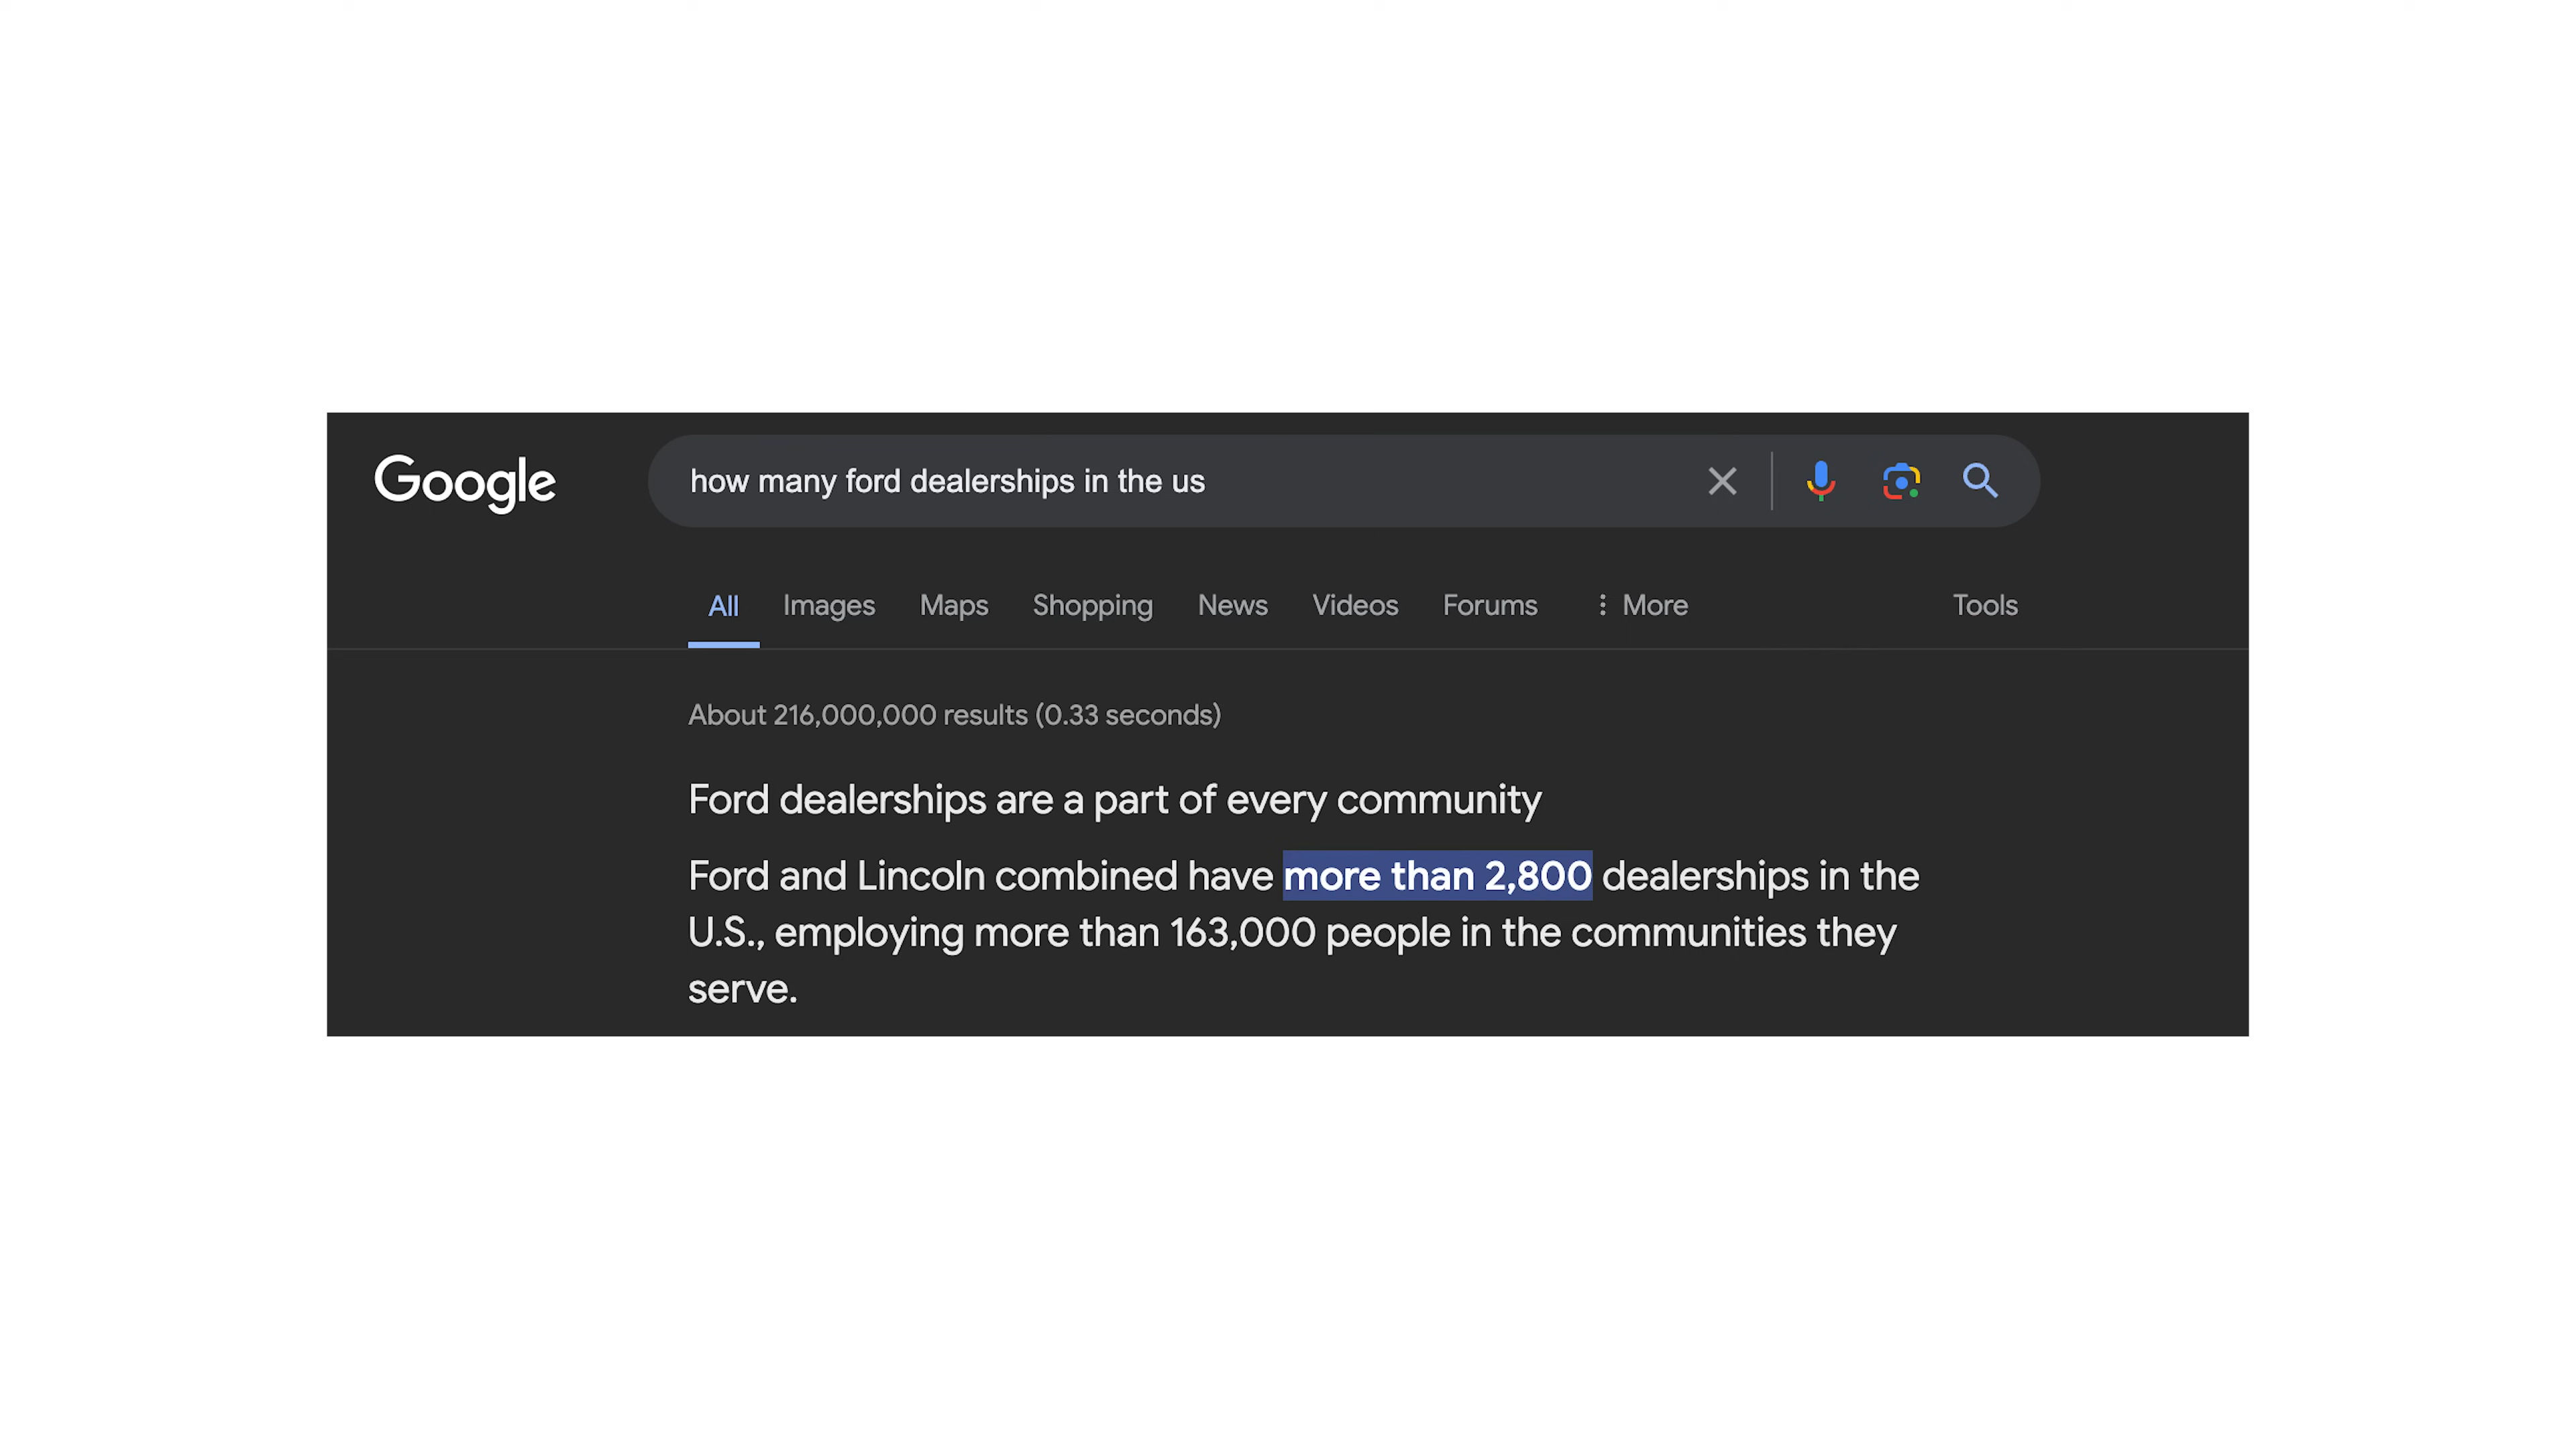 Google
how many ford dealerships in the us
All Images Maps Shopping News Videos Forums More Tools
About 216,000,000 results (0.33 seconds)
Ford dealerships are a part of every community
Ford and Lincoln combined have more than 2,800 dealerships in the
U.S., employing more than 163,000 people in the communities they
serve.